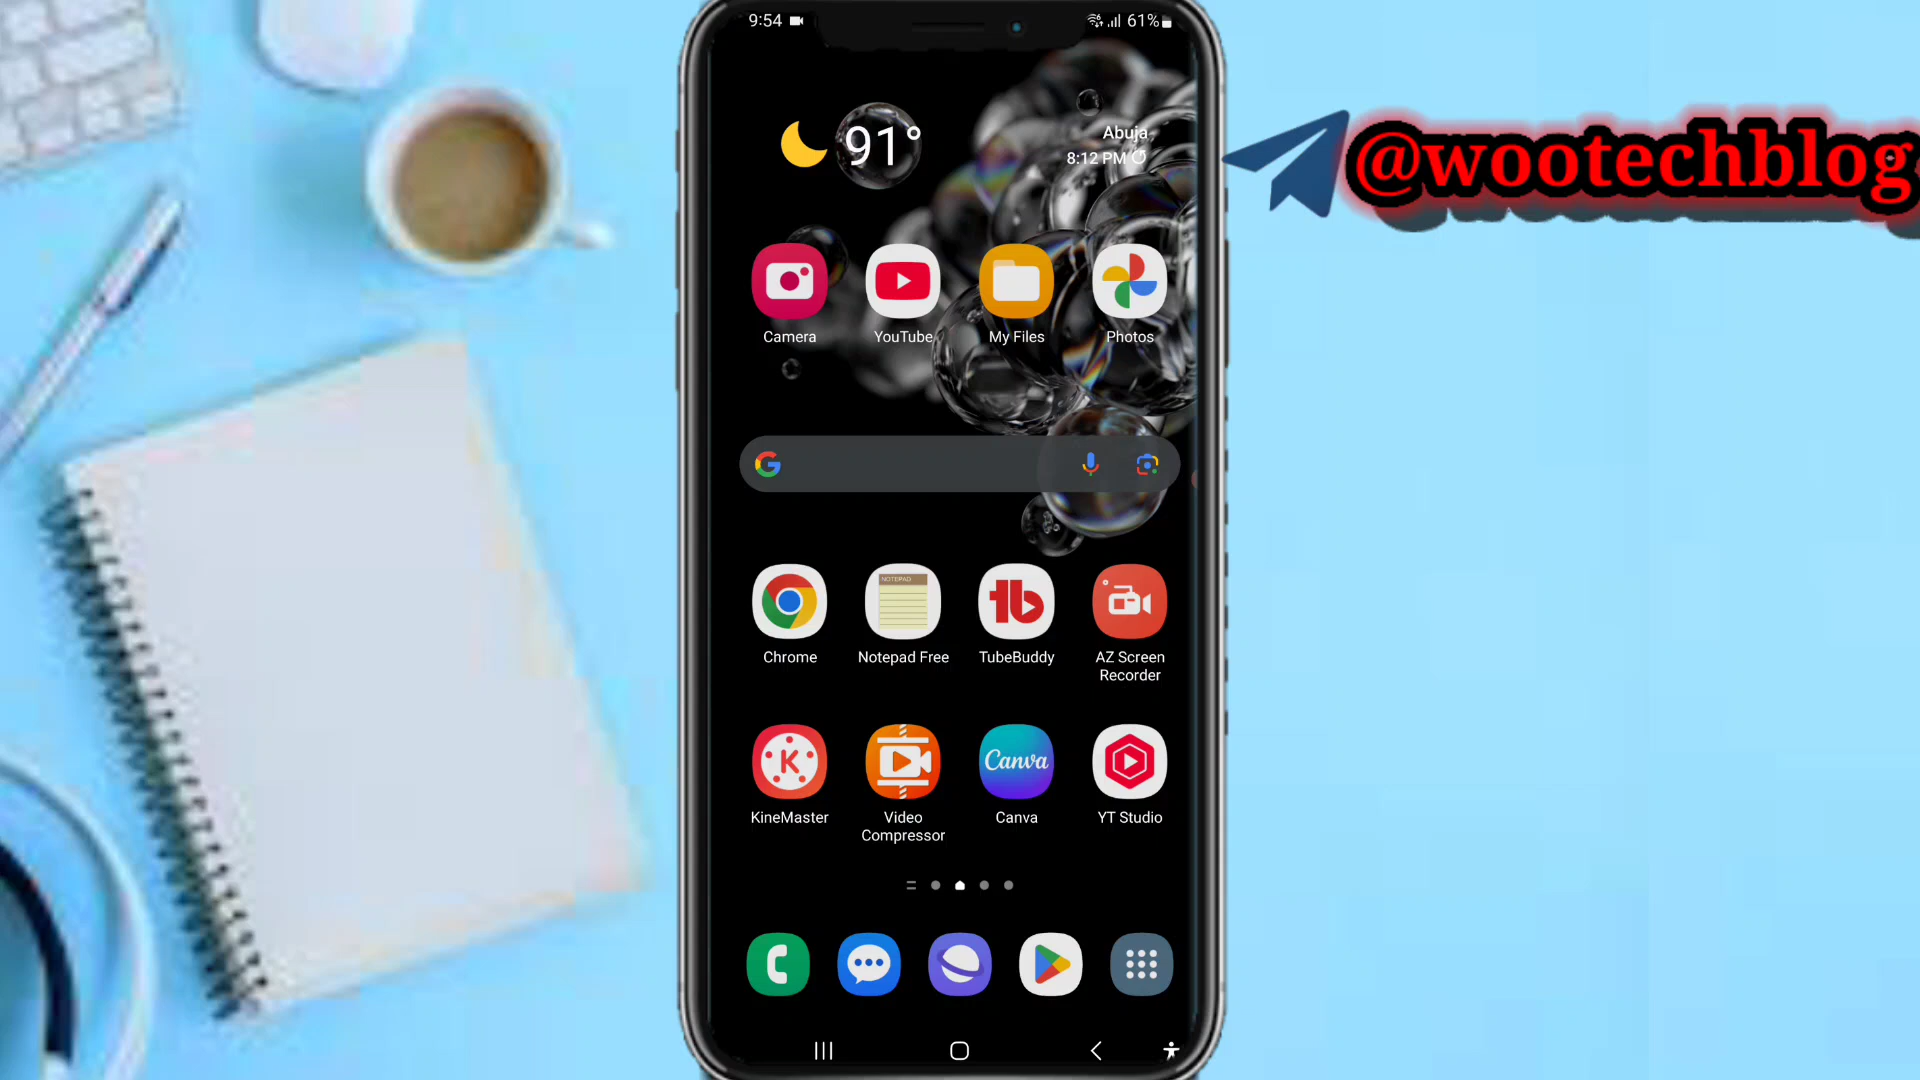 9:54
61%
91°
Abuja
8:12 PM
@wootechblog
Camera
YouTube
My Files
Photos
NOTEPAD
Chrome
Notepad Free
TubeBuddy
AZ Screen
Recorder
K
Canva
KineMaster
Video
Compressor
Canva
YT Studio